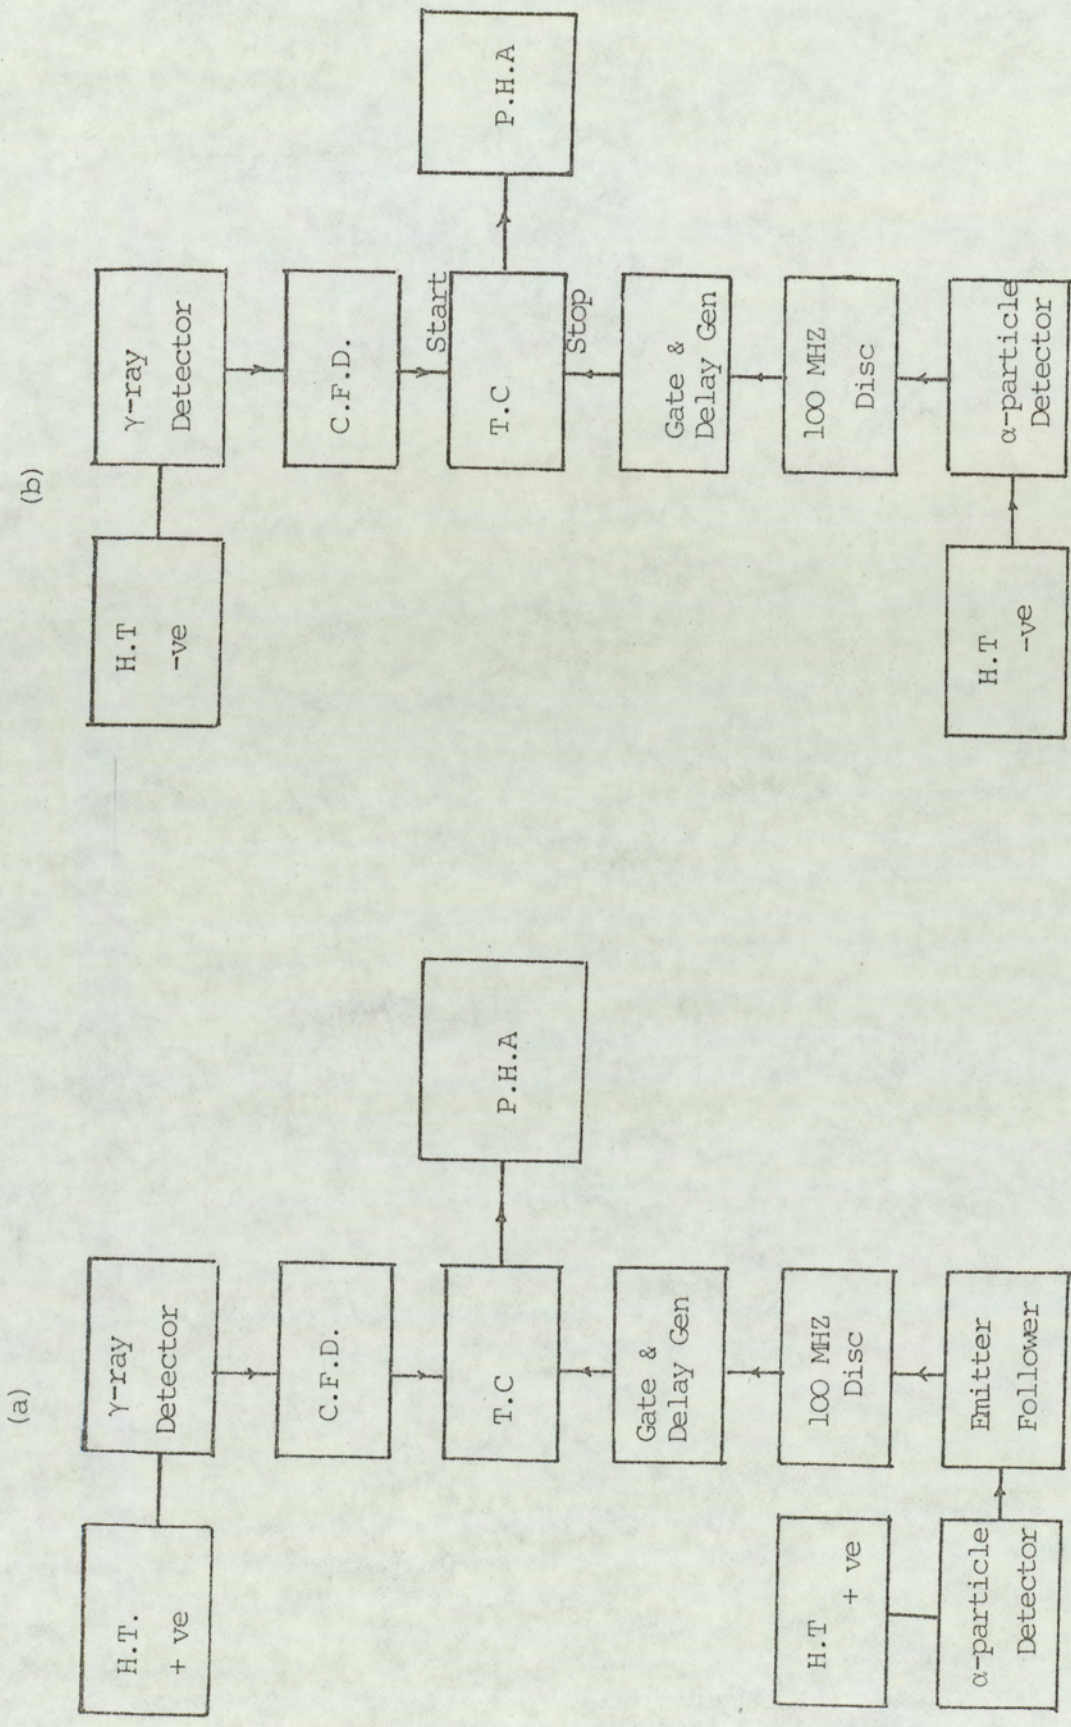 (a)
H.T.
+ ve
γ-ray
Detector
C.F.D.
T.C
P.H.A
Gate &
Delay Gen
100 MHZ
Disc
Emitter
Follower
H.T
+ ve
α-particle
Detector
(b)
H.T
-ve
γ-ray
Detector
C.F.D.
Start
T.C
P.H.A
Stop
Gate &
Delay Gen
100 MHZ
Disc
α-particle
Detector
H.T
-ve